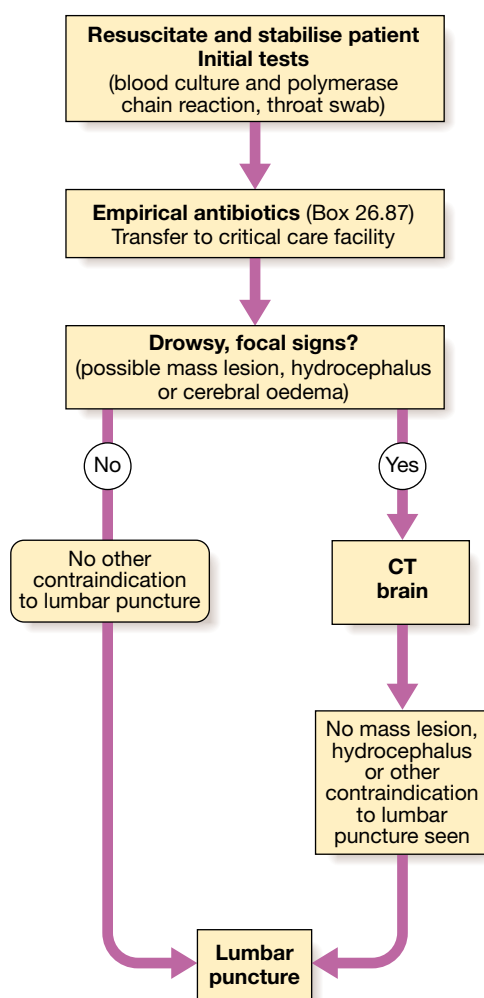 Resuscitate and stabilise patient
Initial tests
(blood culture and polymerase
chain reaction, throat swab)
Empirical antibiotics (Box 26.87)
Transfer to critical care facility
Drowsy, focal signs?
(possible mass lesion, hydrocephalus
or cerebral oedema)
No
Yes
No other
contraindication
to lumbar puncture
CT
brain
No mass lesion,
hydrocephalus
or other
contraindication
to lumbar
puncture seen
Lumbar
puncture